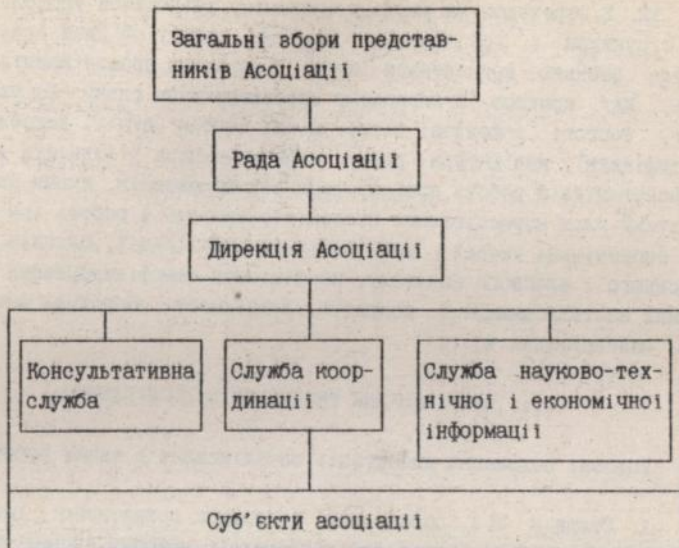 Загальні збори представ-
ників Асоціації
Рада Асоціації
Дирекція Асоціації
Консультативна
служба
Служба коор-
динації
Служба науково-тех-
нічної і економічної
інформації
Суб'єкти асоціації